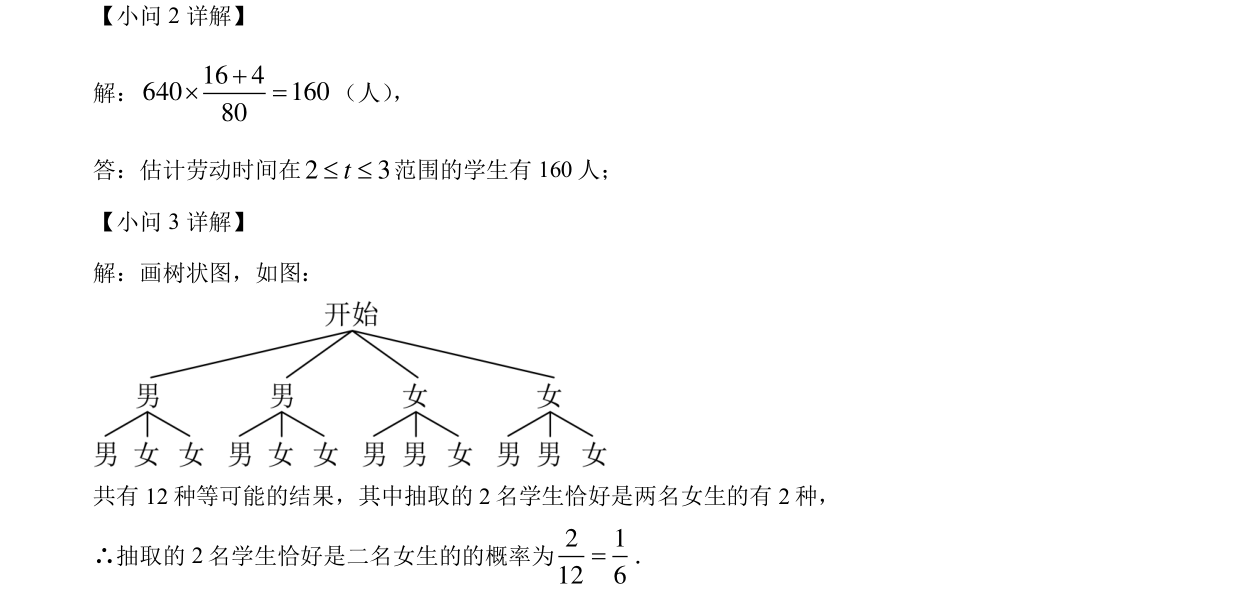 【小问 2 详解】
解：640×\frac{16+4}{80}=160（人），
答：估计劳动时间在 2≤t≤3 范围的学生有 160 人；
【小问 3 详解】
解：画树状图，如图：
开始
男 男 女 女
男 女 女 男 女 女 男 男 女 男 男 女
共有 12 种等可能的结果，其中抽取的 2 名学生恰好是两名女生的有 2 种，
∴抽取的 2 名学生恰好是二名女生的的概率为\frac{2}{12}=\frac{1}{6}．